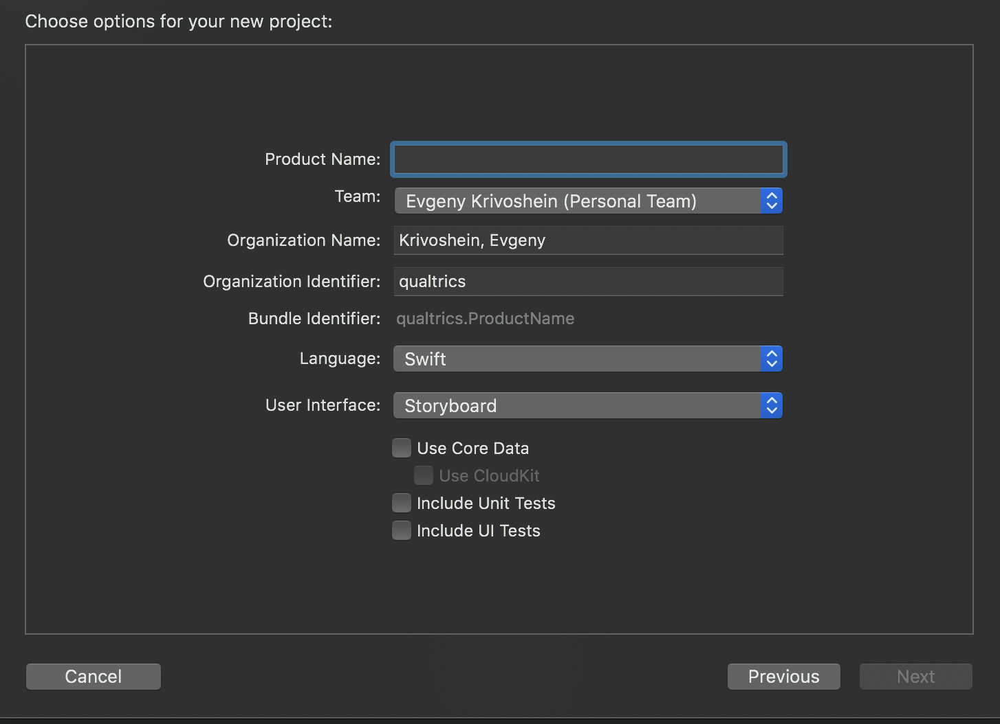 Choose options for your new project:
Product Name:
Team: Evgeny Krivoshein (Personal Team)
Organization Name: Krivoshein, Evgeny
Organization Identifier: qualtrics
Bundle Identifier: qualtrics.ProductName
Language: Swift
User Interface: Storyboard
Use Core Data
Use CloudKit
Include Unit Tests
Include UI Tests
Cancel Previous Next